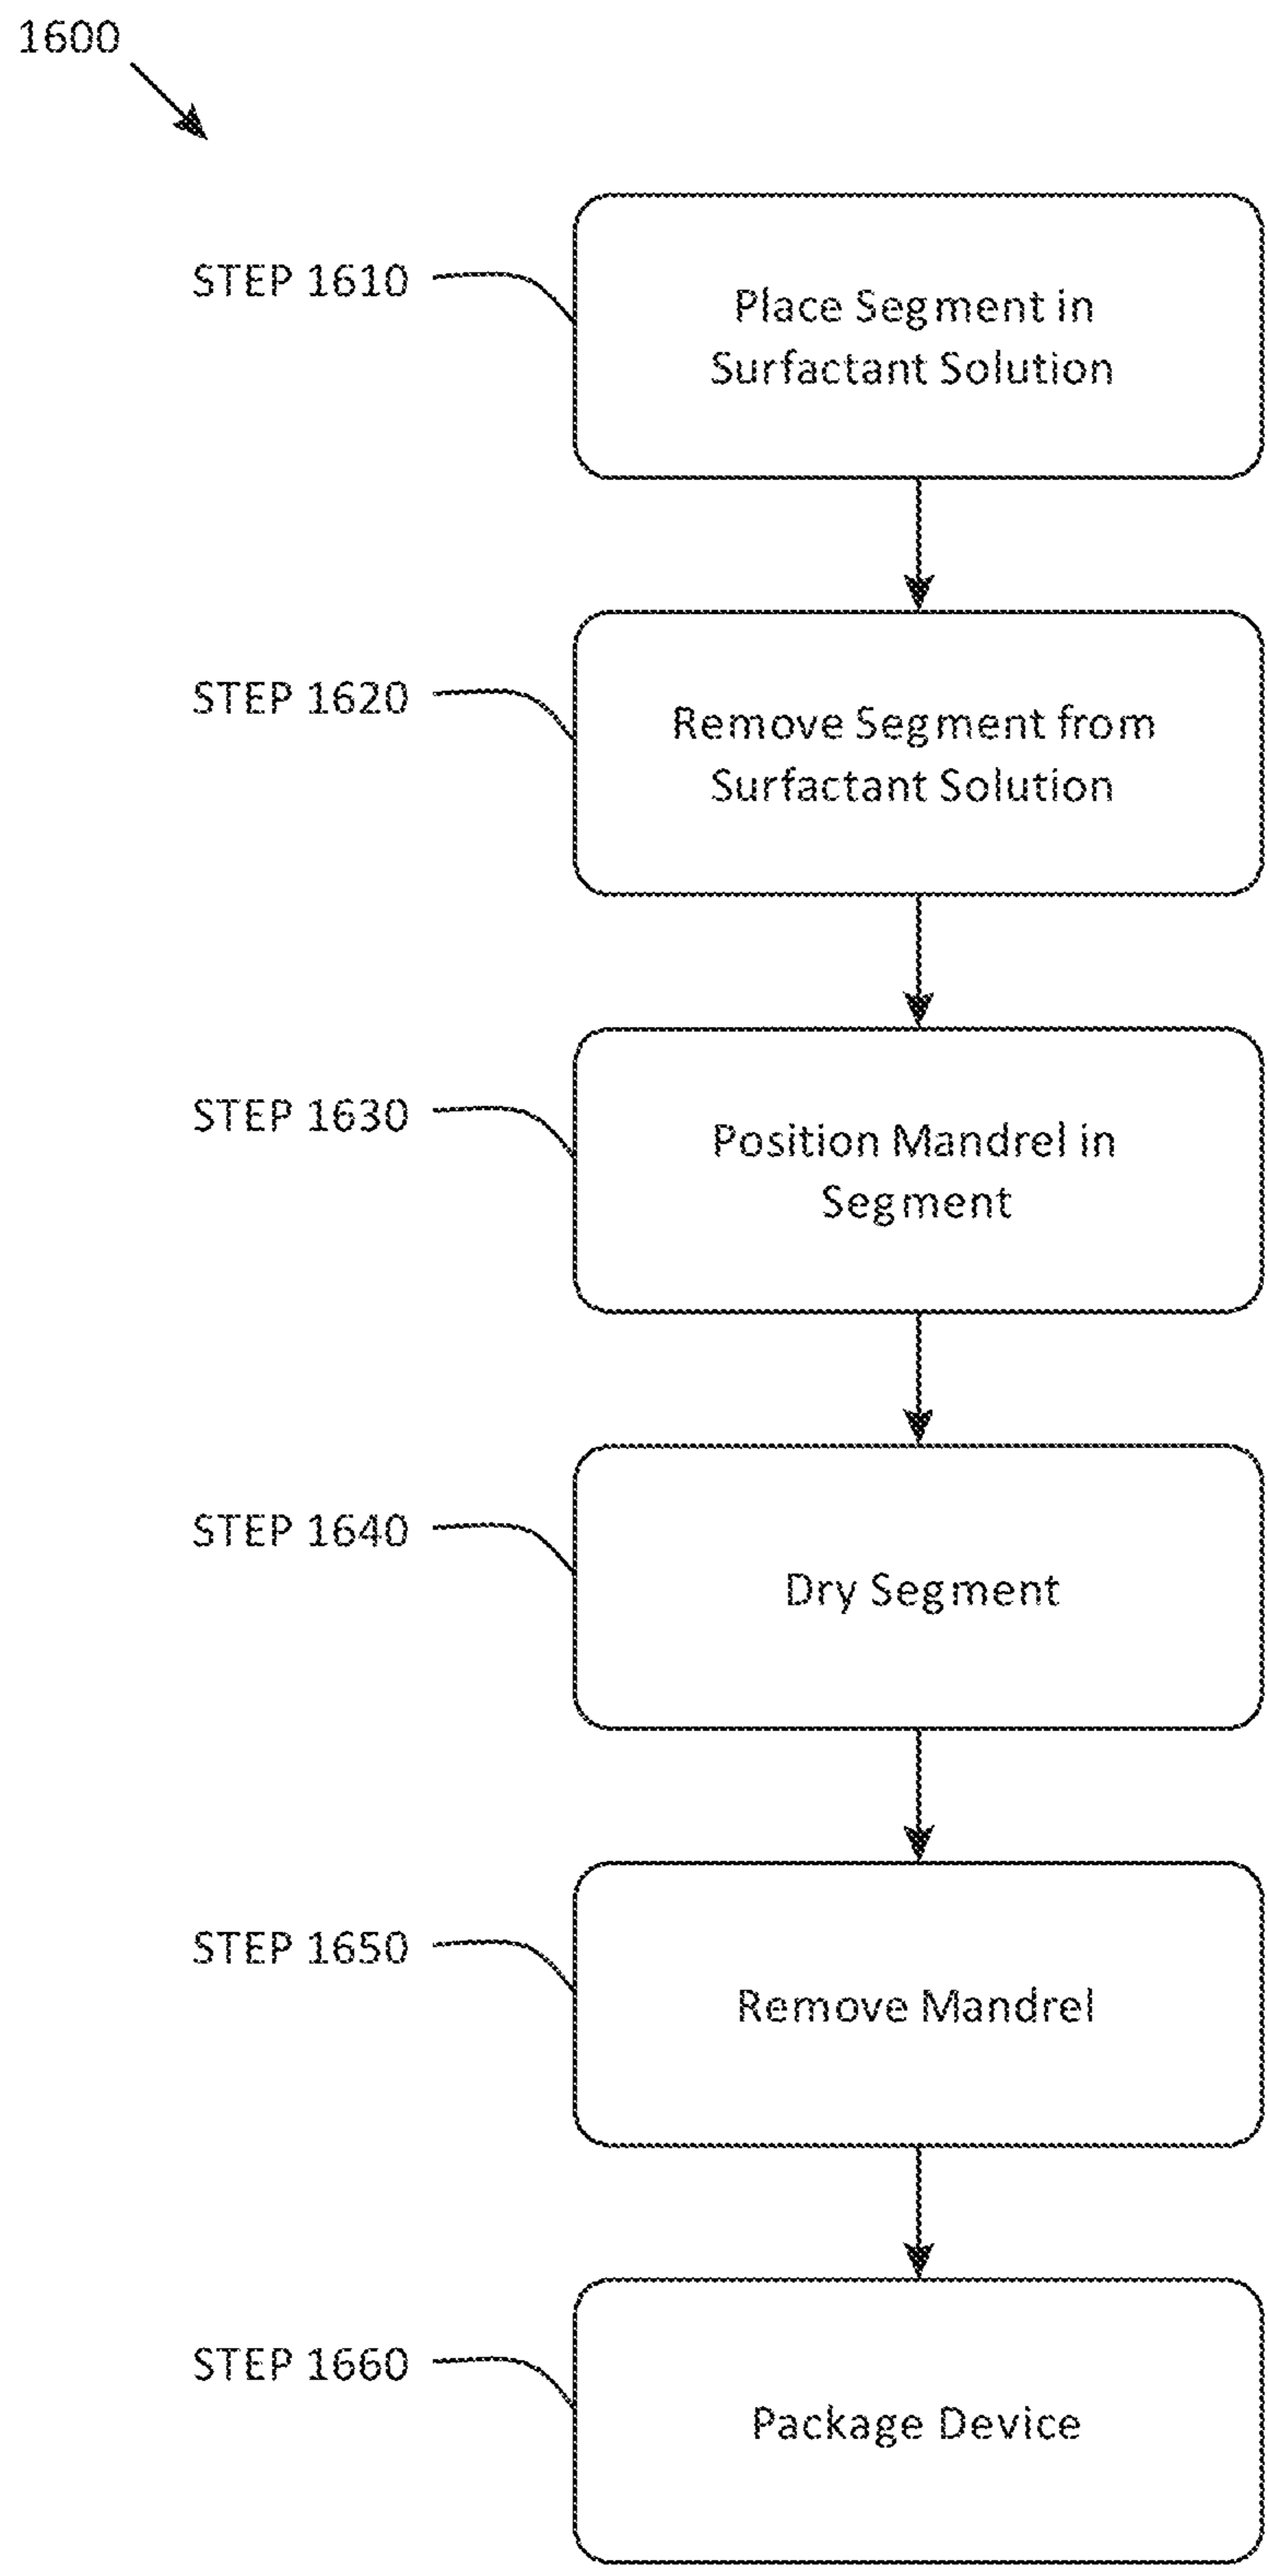 1600
STEP 1610
Place Segment in
Surfactant Solution
STEP 1620
Remove Segment from
Surfactant Solution
STEP 1630
Position Mandrel in
Segment
STEP 1640
Dry Segment
STEP 1650
Remove Mandrel
STEP 1660
Package Device